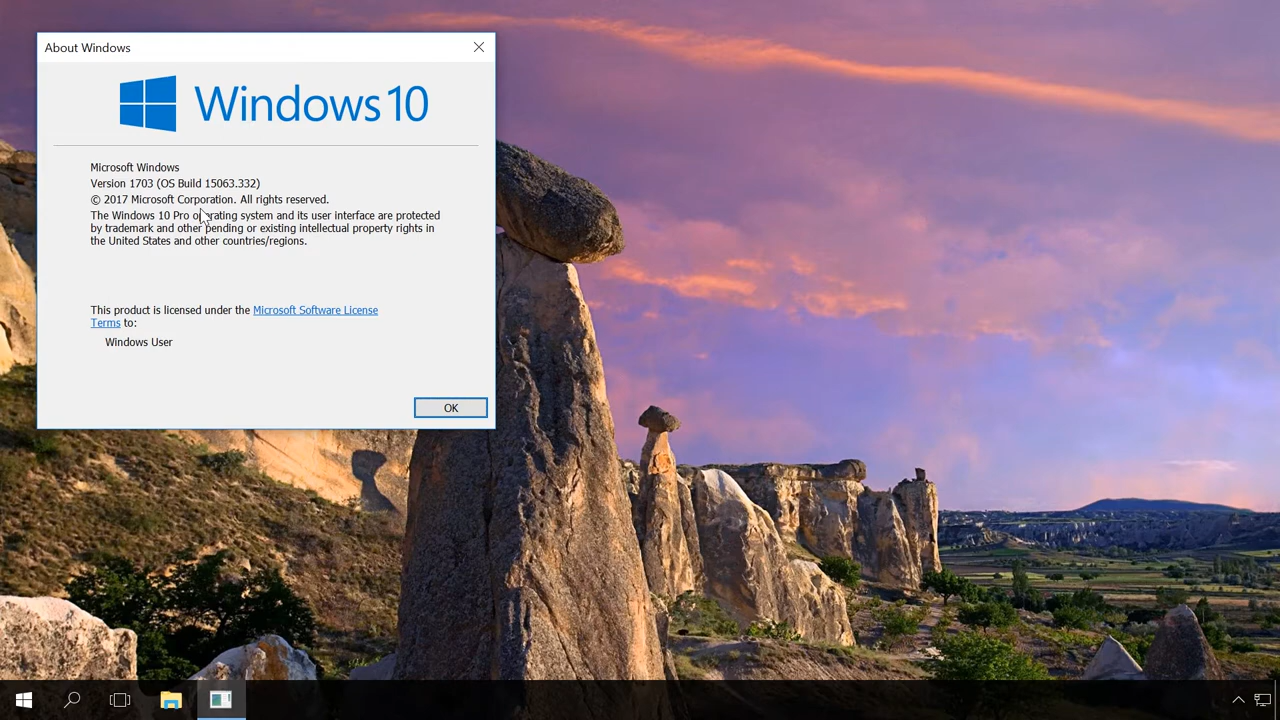 About Windows
Windows 10
Microsoft Windows
Version 1703 (OS Build 15063.332)
© 2017 Microsoft Corporation. All rights reserved.
The Windows 10 Pro operating system and its user interface are protected
by trademark and other pending or existing intellectual property rights in
the United States and other countries/regions.
This product is licensed under the Microsoft Software License
Terms to:
Windows User
OK